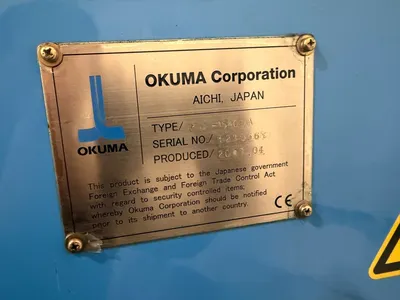 OKUMA
OKUMA Corporation
AICHI, JAPAN
TYPE/
SERIAL NO/
PRODUCED/
This product is subject to the Japanese government
Foreign Exchange and Foreign Trade Control Act
with regard to security controlled items;
whereby Okuma Corporation should be notified
prior to its shipment to another country.
CE